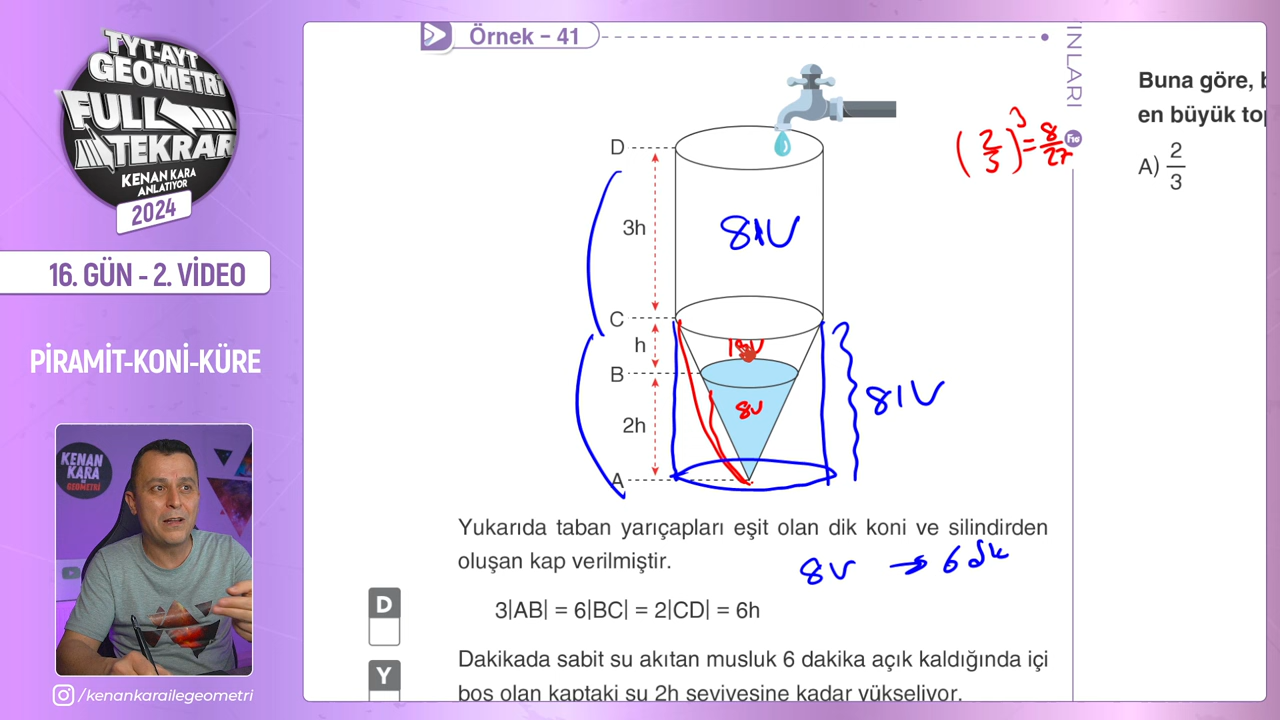 TYT-AYT
GEOMETRİ
FULL
TEKRAR
KENAN KARA
ANLATIYOR
2024
16. GÜN - 2. VİDEO
PİRAMİT-KONİ-KÜRE
KENAN
KARA
GEOMETRİ
/kenankarailegeometri
Örnek – 41
INLARI
D
3h
C
h
B
2h
A
81V
8V
81V
(2/3)³=8/27
Yukarıda taban yarıçapları eşit olan dik koni ve silindirden
oluşan kap verilmiştir.
8V → 6 dk
3|AB| = 6|BC| = 2|CD| = 6h
Dakikada sabit su akıtan musluk 6 dakika açık kaldığında içi
boş olan kaptaki su 2h seviyesine kadar yükseliyor.
D
Y
Buna göre,
en büyük
A) 2/3